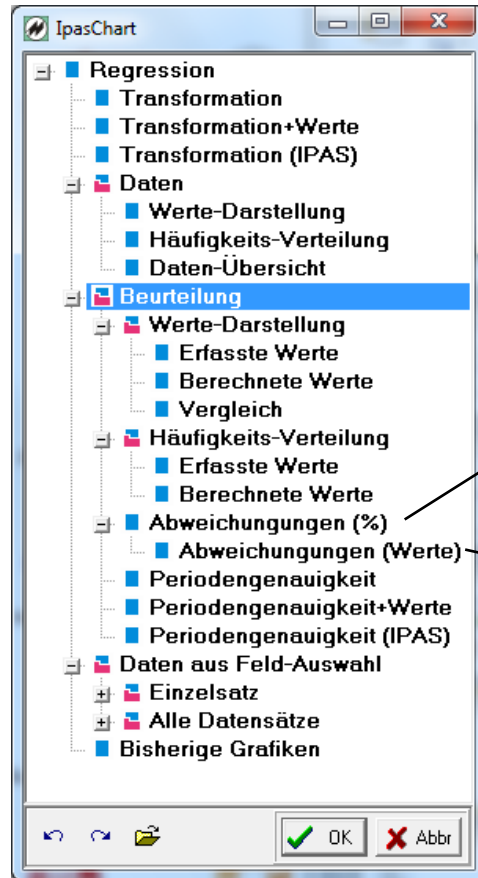 IpasChart
Regression
Transformation
Transformation+Werte
Transformation (IPAS)
Daten
Werte-Darstellung
Häufigkeits-Verteilung
Daten-Übersicht
Beurteilung
Werte-Darstellung
Erfasste Werte
Berechnete Werte
Vergleich
Häufigkeits-Verteilung
Erfasste Werte
Berechnete Werte
Abweichungungen (%)
Abweichungungen (Werte)
Periodengenauigkeit
Periodengenauigkeit+Werte
Periodengenauigkeit (IPAS)
Daten aus Feld-Auswahl
Einzelsatz
Alle Datensätze
Bisherige Grafiken
OK Abbr